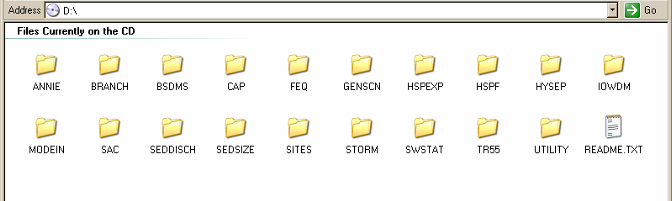 Address D:\ Go
Files Currently on the CD
ANNIE BRANCH BSDMS CAP FEQ GENSCN HSPEXP HSPF HYSEP IOWDM
MODEIN SAC SEDDISCH SEDSIZE SITES STORM SWSTAT TR55 UTILITY README.TXT